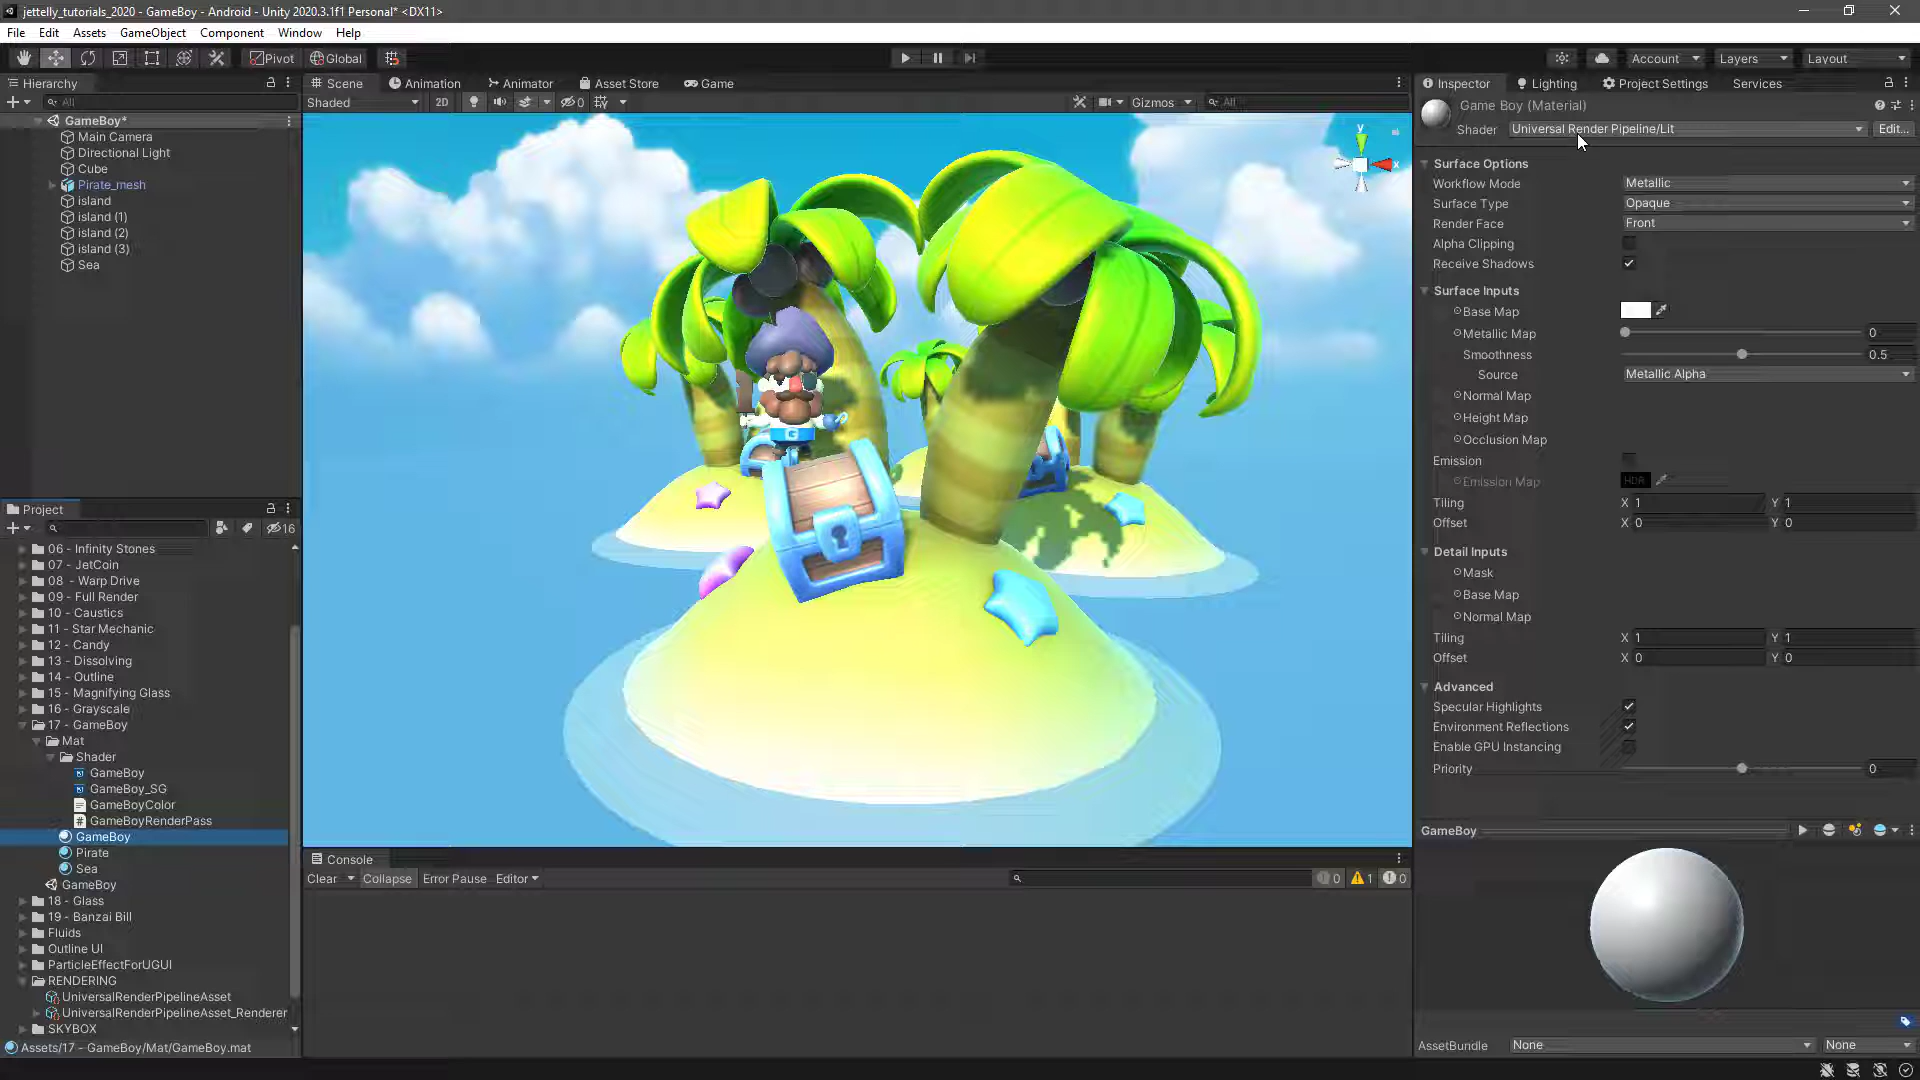 jettelly_tutorials_2020 - GameBoy - Android - Unity 2020.3.1f1 Personal* <DX11>
File Edit Assets GameObject Component Window Help
Pivot Global Account Layers Layout
Hierarchy
All
GameBoy*
Main Camera
Directional Light
Cube
Pirate_mesh
island
island (1)
island (2)
island (3)
Sea
Scene Animation Animator Asset Store Game
Shaded 2D 0 Gizmos All
y
x
Project
16
06 - Infinity Stones
07 - JetCoin
08 - Warp Drive
09 - Full Render
10 - Caustics
11 - Star Mechanic
12 - Candy
13 - Dissolving
14 - Outline
15 - Magnifying Glass
16 - Grayscale
17 - GameBoy
Mat
Shader
GameBoy
GameBoy_SG
GameBoyColor
GameBoyRenderPass
GameBoy
Pirate
Sea
GameBoy
18 - Glass
19 - Banzai Bill
Fluids
Outline UI
ParticleEffectForUGUI
RENDERING
UniversalRenderPipelineAsset
UniversalRenderPipelineAsset_Renderer
SKYBOX
Assets/17 - GameBoy/Mat/GameBoy.mat
Console
Clear Collapse Error Pause Editor 0 1 0
Inspector Lighting Project Settings Services
Game Boy (Material)
Shader Universal Render Pipeline/Lit Edit...
Surface Options
Workflow Mode Metallic
Surface Type Opaque
Render Face Front
Alpha Clipping
Receive Shadows
Surface Inputs
Base Map
Metallic Map 0
Smoothness 0.5
Source Metallic Alpha
Normal Map
Height Map
Occlusion Map
Emission
Emission Map HDR
Tiling X 1 Y 1
Offset X 0 Y 0
Detail Inputs
Mask
Base Map
Normal Map
Tiling X 1 Y 1
Offset X 0 Y 0
Advanced
Specular Highlights
Environment Reflections
Enable GPU Instancing
Priority 0
GameBoy
AssetBundle None None